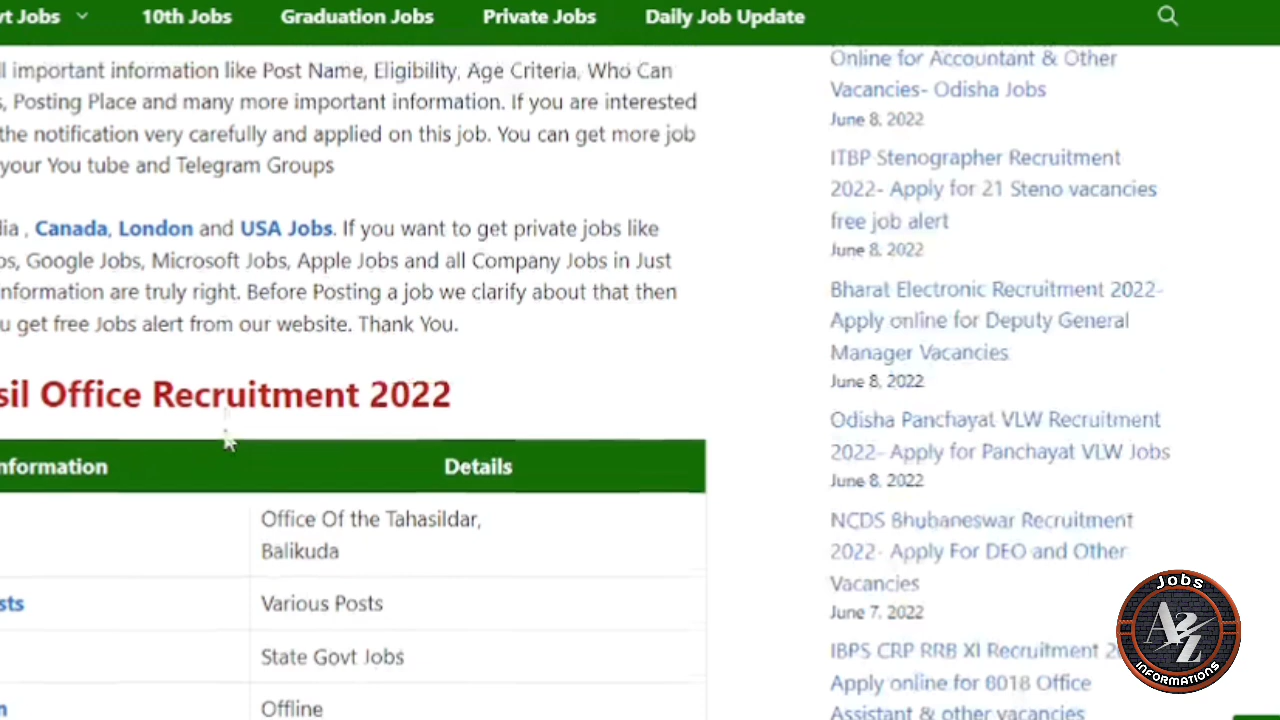 vt Jobs
10th Jobs
Graduation Jobs
Private Jobs
Daily Job Update
l important information like Post Name, Eligibility, Age Criteria, Who Can
s, Posting Place and many more important information. If you are interested
the notification very carefully and applied on this job. You can get more job
your You tube and Telegram Groups
dia , Canada, London and USA Jobs. If you want to get private jobs like
bs, Google Jobs, Microsoft Jobs, Apple Jobs and all Company Jobs in Just
nformation are truly right. Before Posting a job we clarify about that then
u get free Jobs alert from our website. Thank You.
sil Office Recruitment 2022
nformation
Details
Office Of the Tahasildar,
Balikuda
sts
Various Posts
State Govt Jobs
n
Offline
Online for Accountant & Other
Vacancies- Odisha Jobs
June 8, 2022
ITBP Stenographer Recruitment
2022- Apply for 21 Steno vacancies
free job alert
June 8, 2022
Bharat Electronic Recruitment 2022-
Apply online for Deputy General
Manager Vacancies
June 8, 2022
Odisha Panchayat VLW Recruitment
2022- Apply for Panchayat VLW Jobs
June 8, 2022
NCDS Bhubaneswar Recruitment
2022- Apply For DEO and Other
Vacancies
June 7, 2022
IBPS CRP RRB XI Recruitment 2
Apply online for 8018 Office
Assistant & other vacancies
Jobs
A2Z
INFORMATIONS